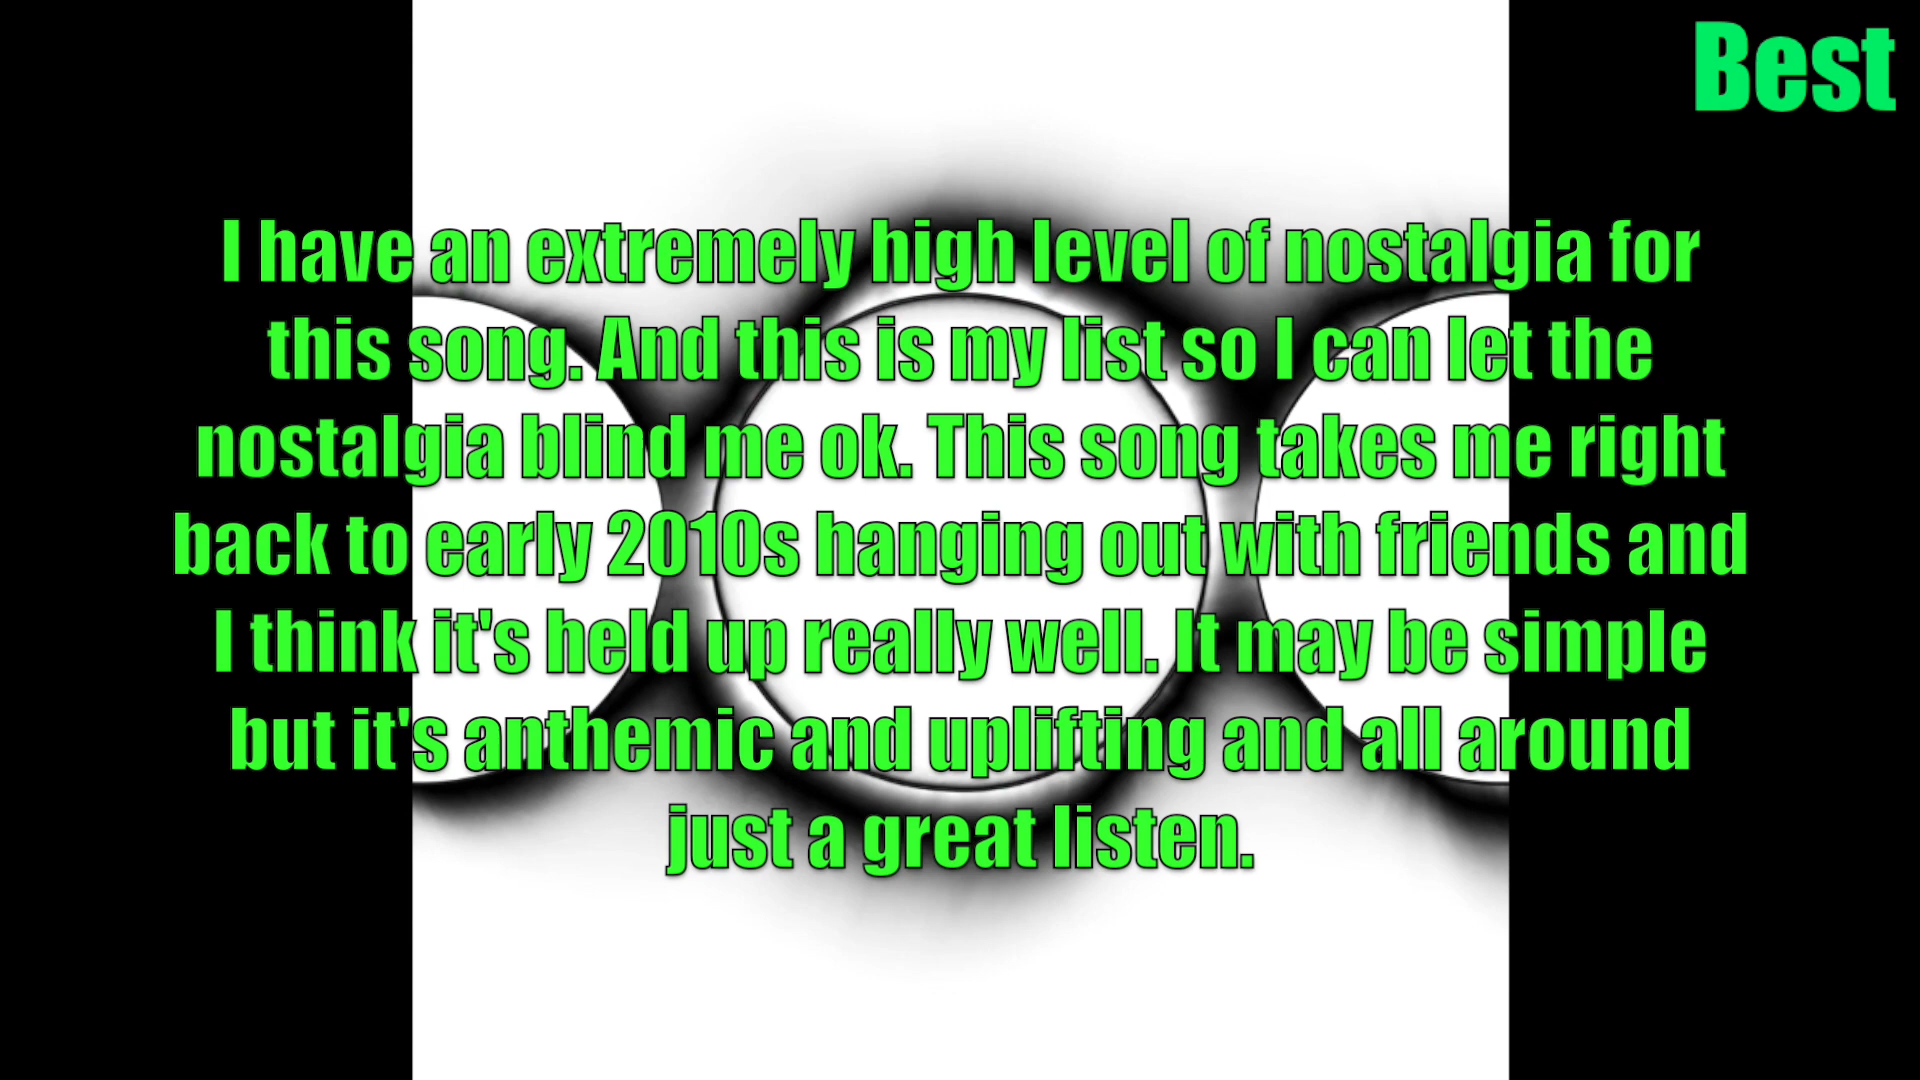 Best
I have an extremely high level of nostalgia for
this song. And this is my list so I can let the
nostalgia blind me ok. This song takes me right
back to early 2010s hanging out with friends and
I think it's held up really well. It may be simple
but it's anthemic and uplifting and all around
just a great listen.